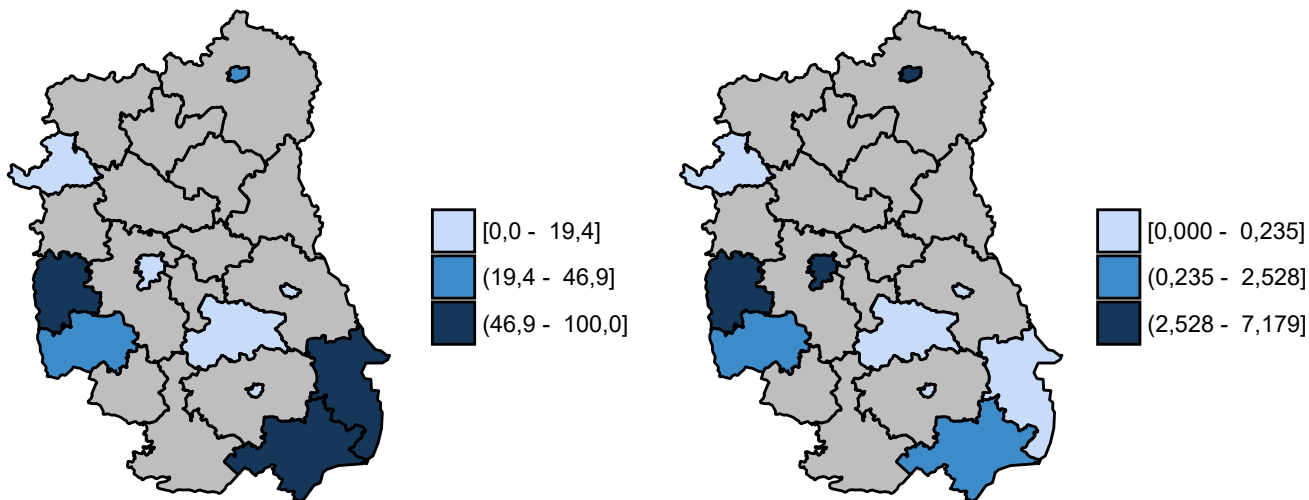 [0,0 - 19,4]
(19,4 - 46,9]
(46,9 - 100,0]
[0,000 - 0,235]
(0,235 - 2,528]
(2,528 - 7,179]